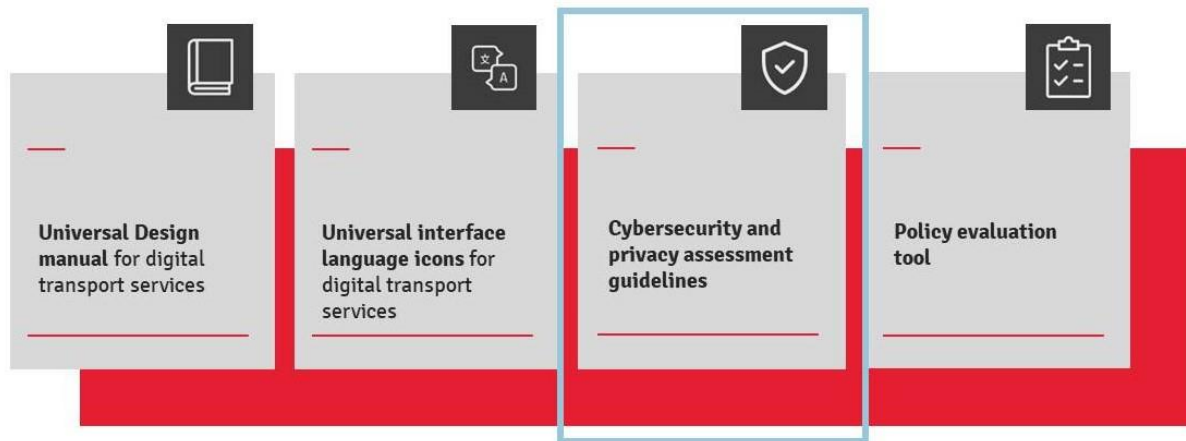 Universal Design
manual for digital
transport services
文
A
Universal interface
language icons for
digital transport
services
Cybersecurity and
privacy assessment
guidelines
Policy evaluation
tool